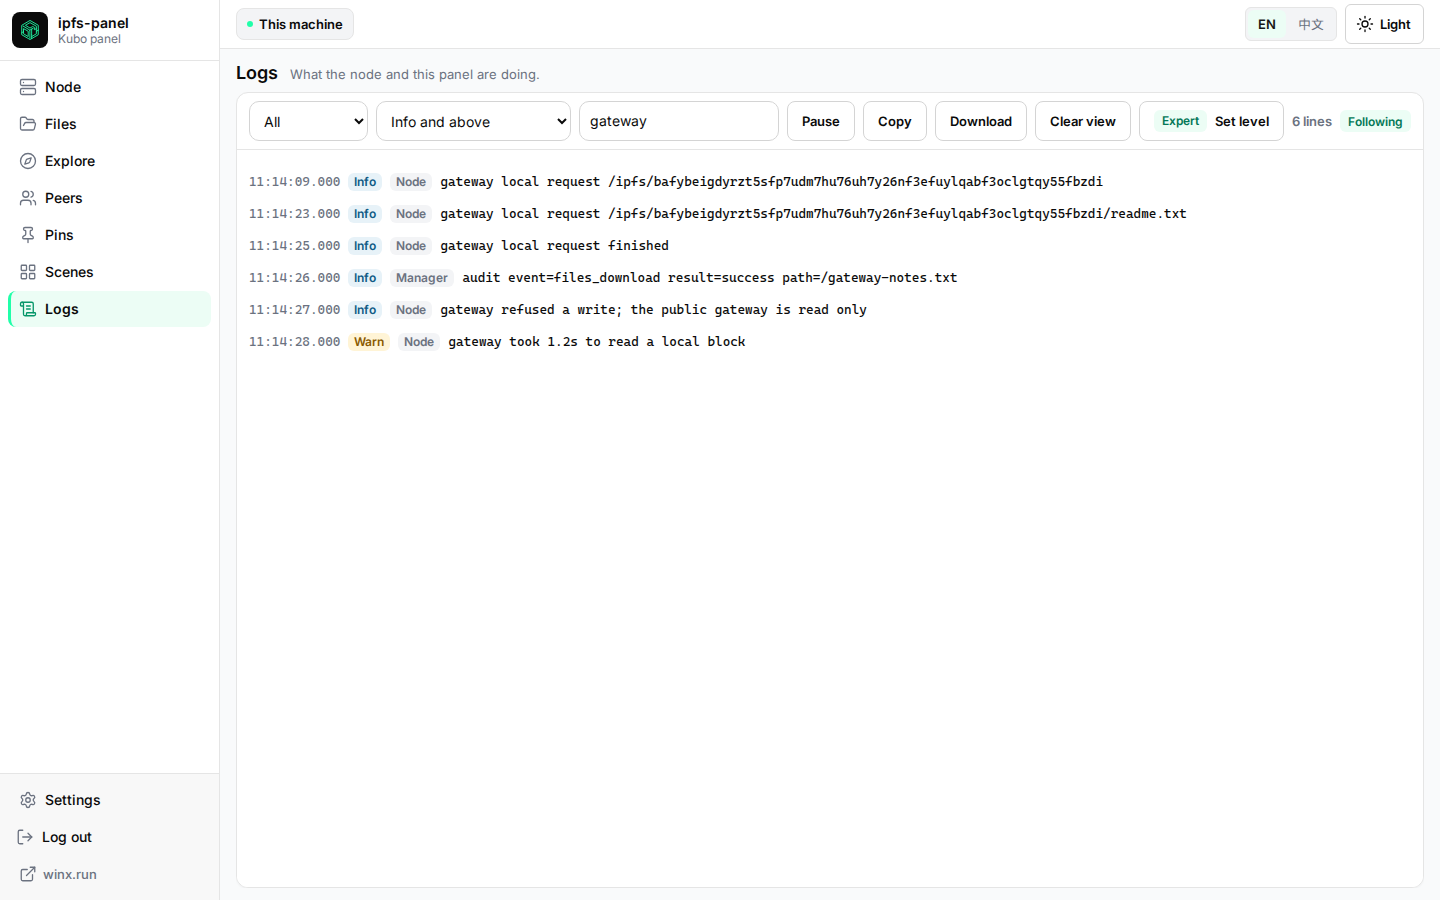 ipfs-panel
Kubo panel
This machine
EN 中文 Light
Node
Files
Explore
Peers
Pins
Scenes
Logs
Logs What the node and this panel are doing.
All Info and above gateway Pause Copy Download Clear view Expert Set level 6 lines Following
11:14:09.000 Info Node gateway local request /ipfs/bafybeigdyrzt5sfp7udm7hu76uh7y26nf3efuylqabf3oclgtqy55fbzdi
11:14:23.000 Info Node gateway local request /ipfs/bafybeigdyrzt5sfp7udm7hu76uh7y26nf3efuylqabf3oclgtqy55fbzdi/readme.txt
11:14:25.000 Info Node gateway local request finished
11:14:26.000 Info Manager audit event=files_download result=success path=/gateway-notes.txt
11:14:27.000 Info Node gateway refused a write; the public gateway is read only
11:14:28.000 Warn Node gateway took 1.2s to read a local block
Settings
Log out
winx.run